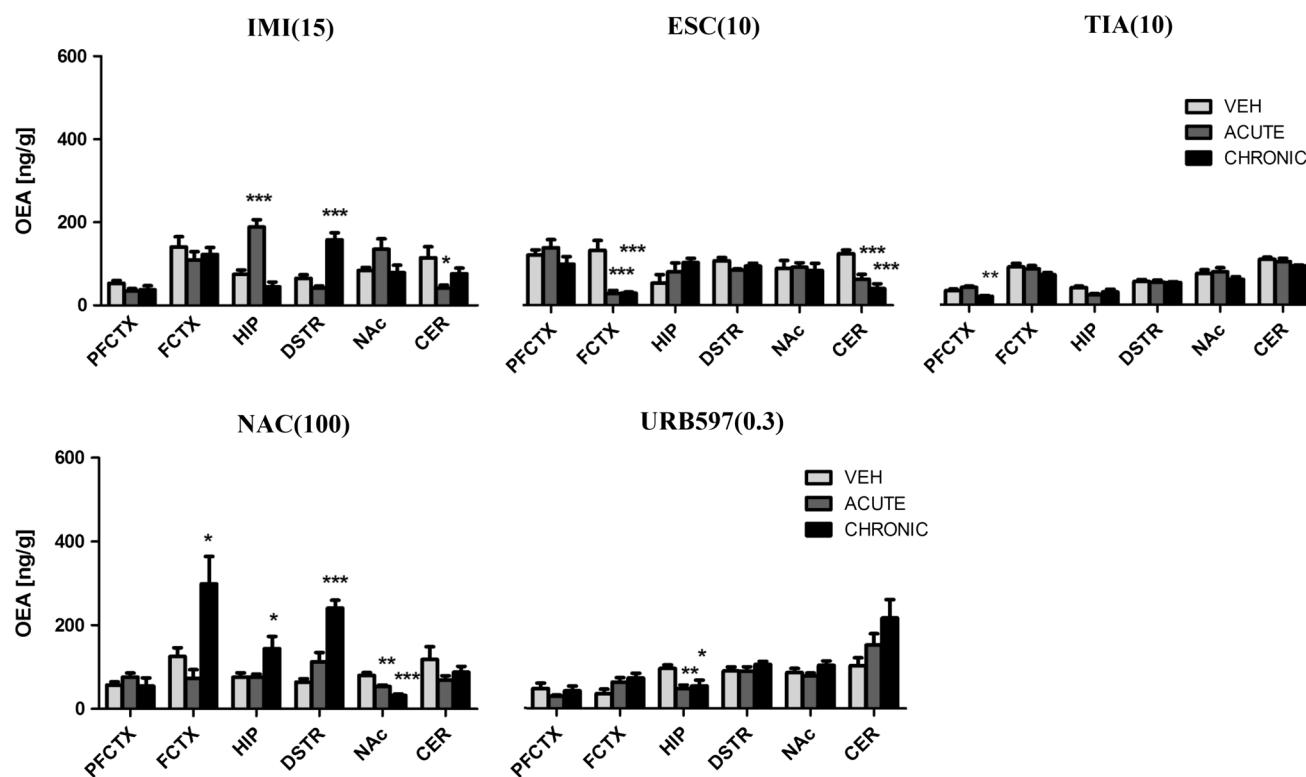 IMI(15)
ESC(10)
TIA(10)
OEA [ng/g]
600
400
200
0
***
***
*
PFCTX
FCTX
HIP
DSTR
NAc
CER
***
***
***
***
PFCTX
FCTX
HIP
DSTR
NAc
CER
VEH
ACUTE
CHRONIC
**
PFCTX
FCTX
HIP
DSTR
NAc
CER
NAC(100)
URB597(0.3)
OEA [ng/g]
600
400
200
0
*
*
***
**
***
PFCTX
FCTX
HIP
DSTR
NAc
CER
VEH
ACUTE
CHRONIC
*
**
PFCTX
FCTX
HIP
DSTR
NAc
CER